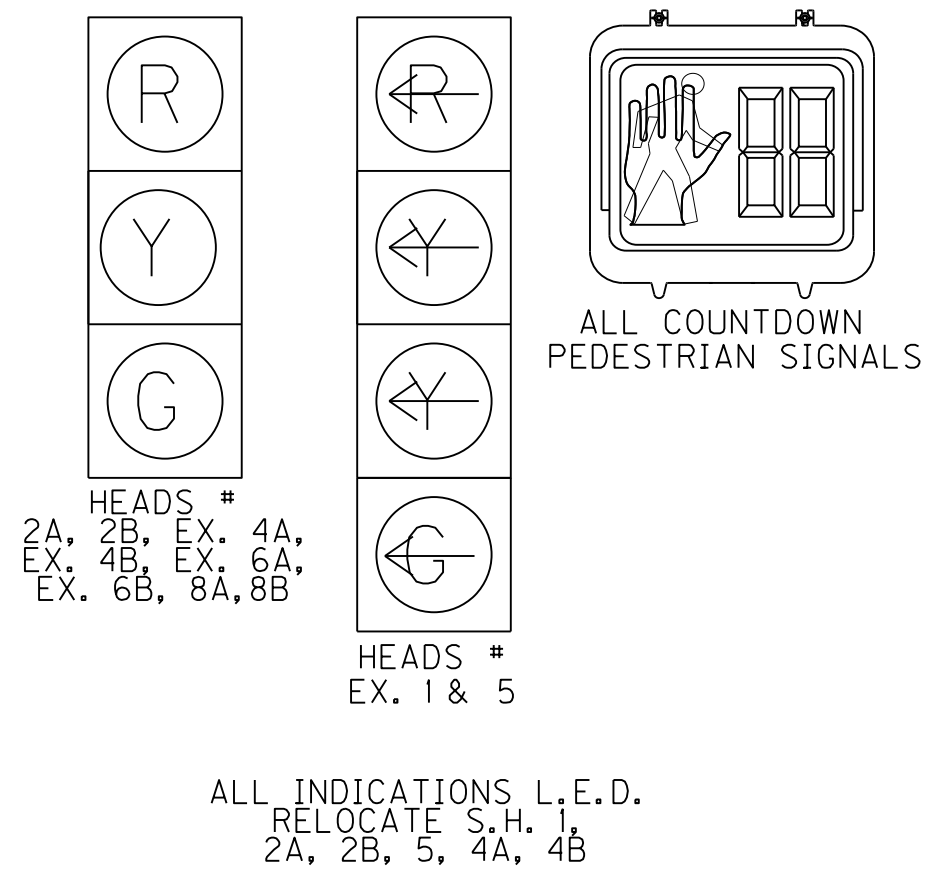 R
Y
G
HEADS #
2A, 2B, EX. 4A,
EX. 4B, EX. 6A,
EX. 6B, 8A,8B
R
Y
Y
G
HEADS #
EX. 1 & 5
88
ALL COUNTDOWN
PEDESTRIAN SIGNALS
ALL INDICATIONS L.E.D.
RELOCATE S.H. 1,
2A, 2B, 5, 4A, 4B